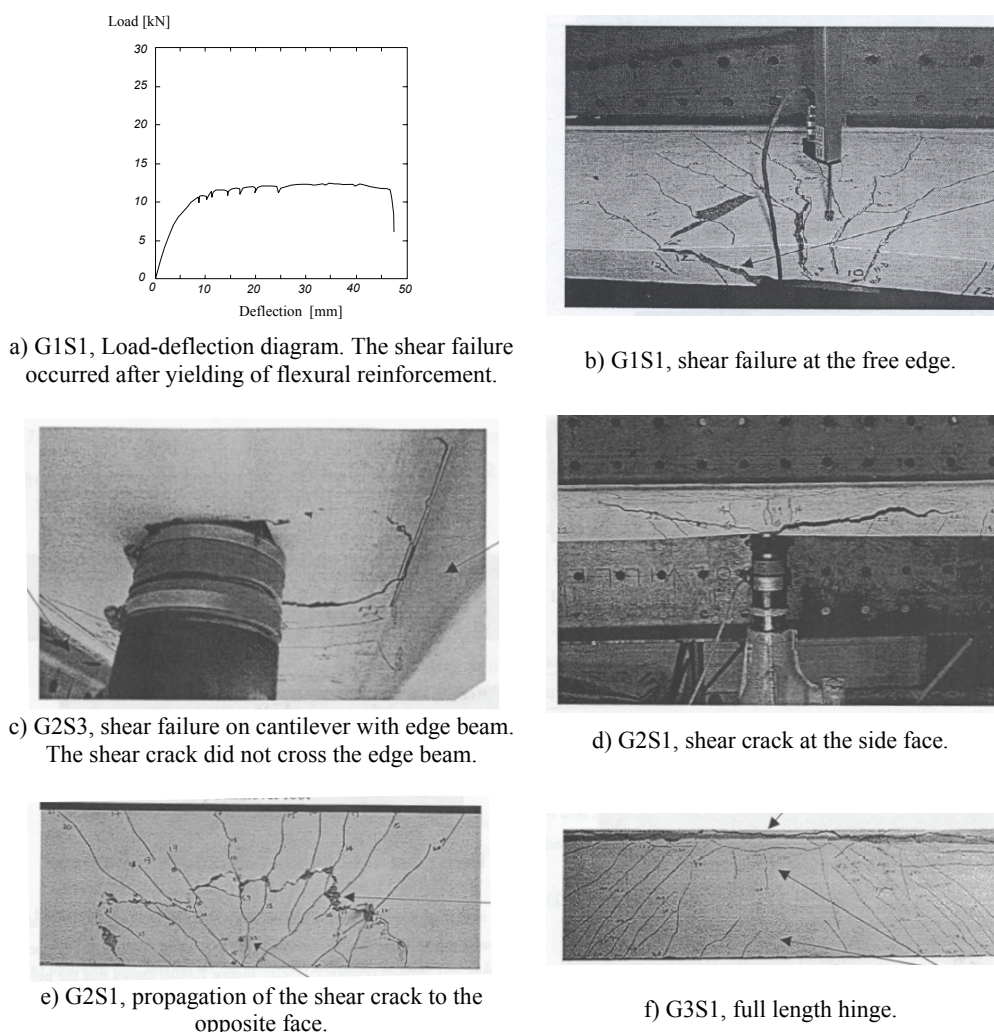 Load [kN]
30
25
20
15
10
5
0
0 10 20 30 40 50
Deflection [mm]
a) G1S1, Load-deflection diagram. The shear failure
occurred after yielding of flexural reinforcement.
b) G1S1, shear failure at the free edge.
c) G2S3, shear failure on cantilever with edge beam.
The shear crack did not cross the edge beam.
d) G2S1, shear crack at the side face.
e) G2S1, propagation of the shear crack to the
opposite face.
f) G3S1, full length hinge.